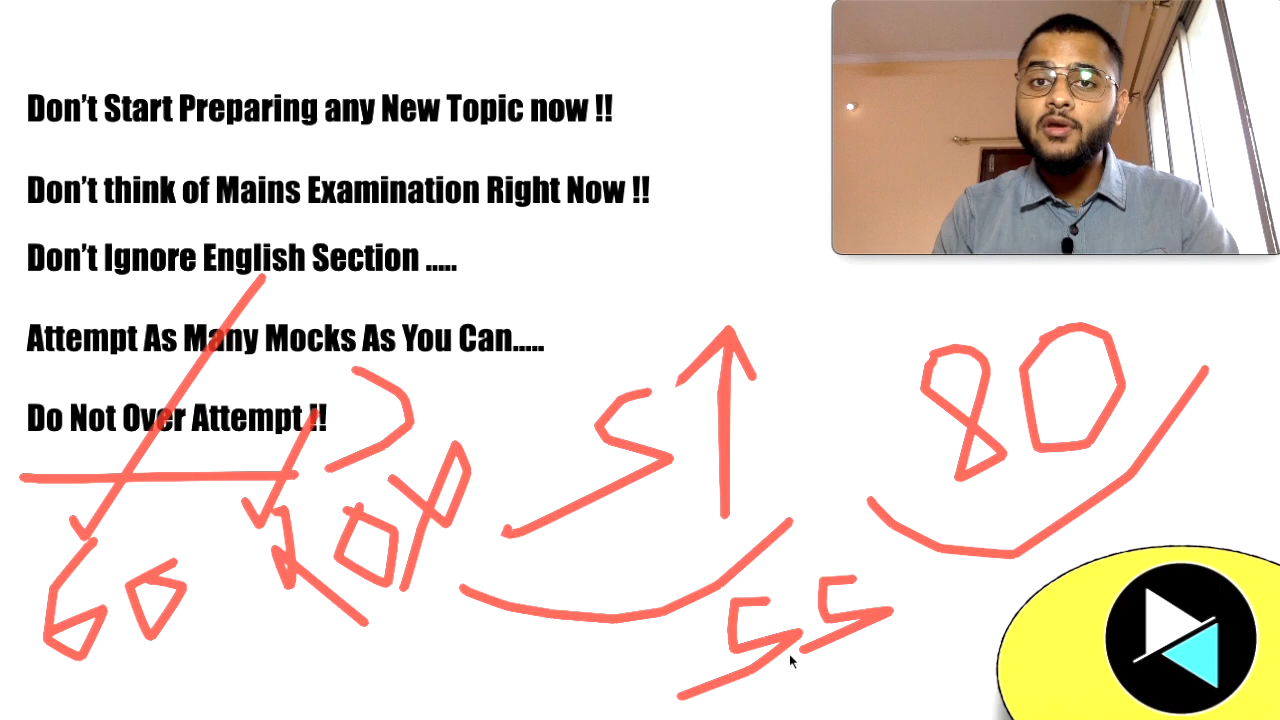 Don't Start Preparing any New Topic now !!
Don't think of Mains Examination Right Now !!
Don't Ignore English Section .....
Attempt As Many Mocks As You Can.....
Do Not Over Attempt !!
80
60
55